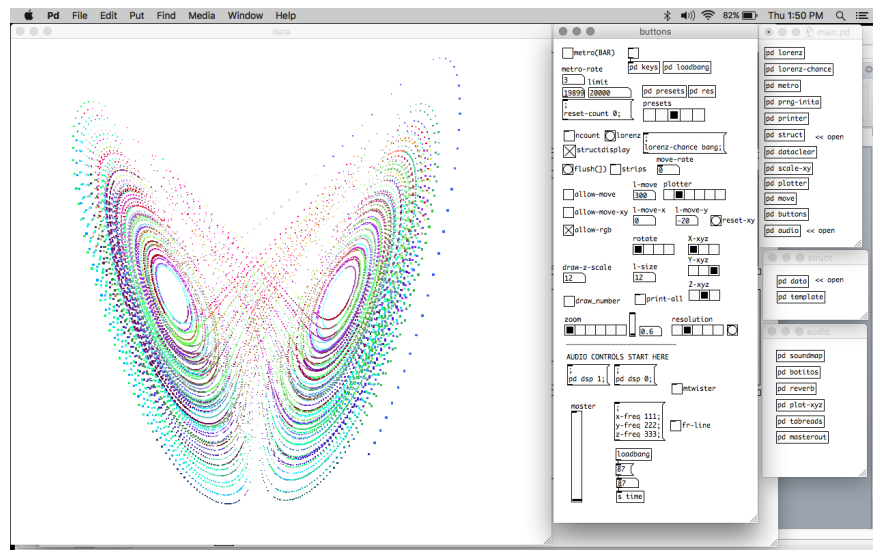 Pd File Edit Put Find Media Window Help
82% Thu 1:50 PM
data
buttons
metro(BAR)
pd keys pd loadbang
metro-rate
3 limit
19899 20000
pd presets pd res
;
reset-count 0;
presets
ncount lorenz
;
lorenz-chance bang;
structdisplay
move-rate
flush(]) strips 0
l-move plotter
allow-move 300
allow-move-xy l-move-x l-move-y
0 -20 reset-xy
allow-rgb
rotate X-xyz
Y-xyz
draw-z-scale l-size
12 12
Z-xyz
draw_number print-all
zoom resolution
0.6
--------------------------
AUDIO CONTROLS START HERE
; ;
pd dsp 1; pd dsp 0;
mtwister
master
;
x-freq 111;
y-freq 222;
z-freq 333;
fr-line
loadbang
87
87
s time
main.pd
pd lorenz
pd lorenz-chance
pd metro
pd prng-inita
pd printer
pd struct << open
pd dataclear
pd scale-xy
pd plotter
pd move
pd buttons
pd audio << open
struct
pd data << open
pd template
audio
pd soundmap
pd botitos
pd reverb
pd plot-xyz
pd tabreads
pd masterout